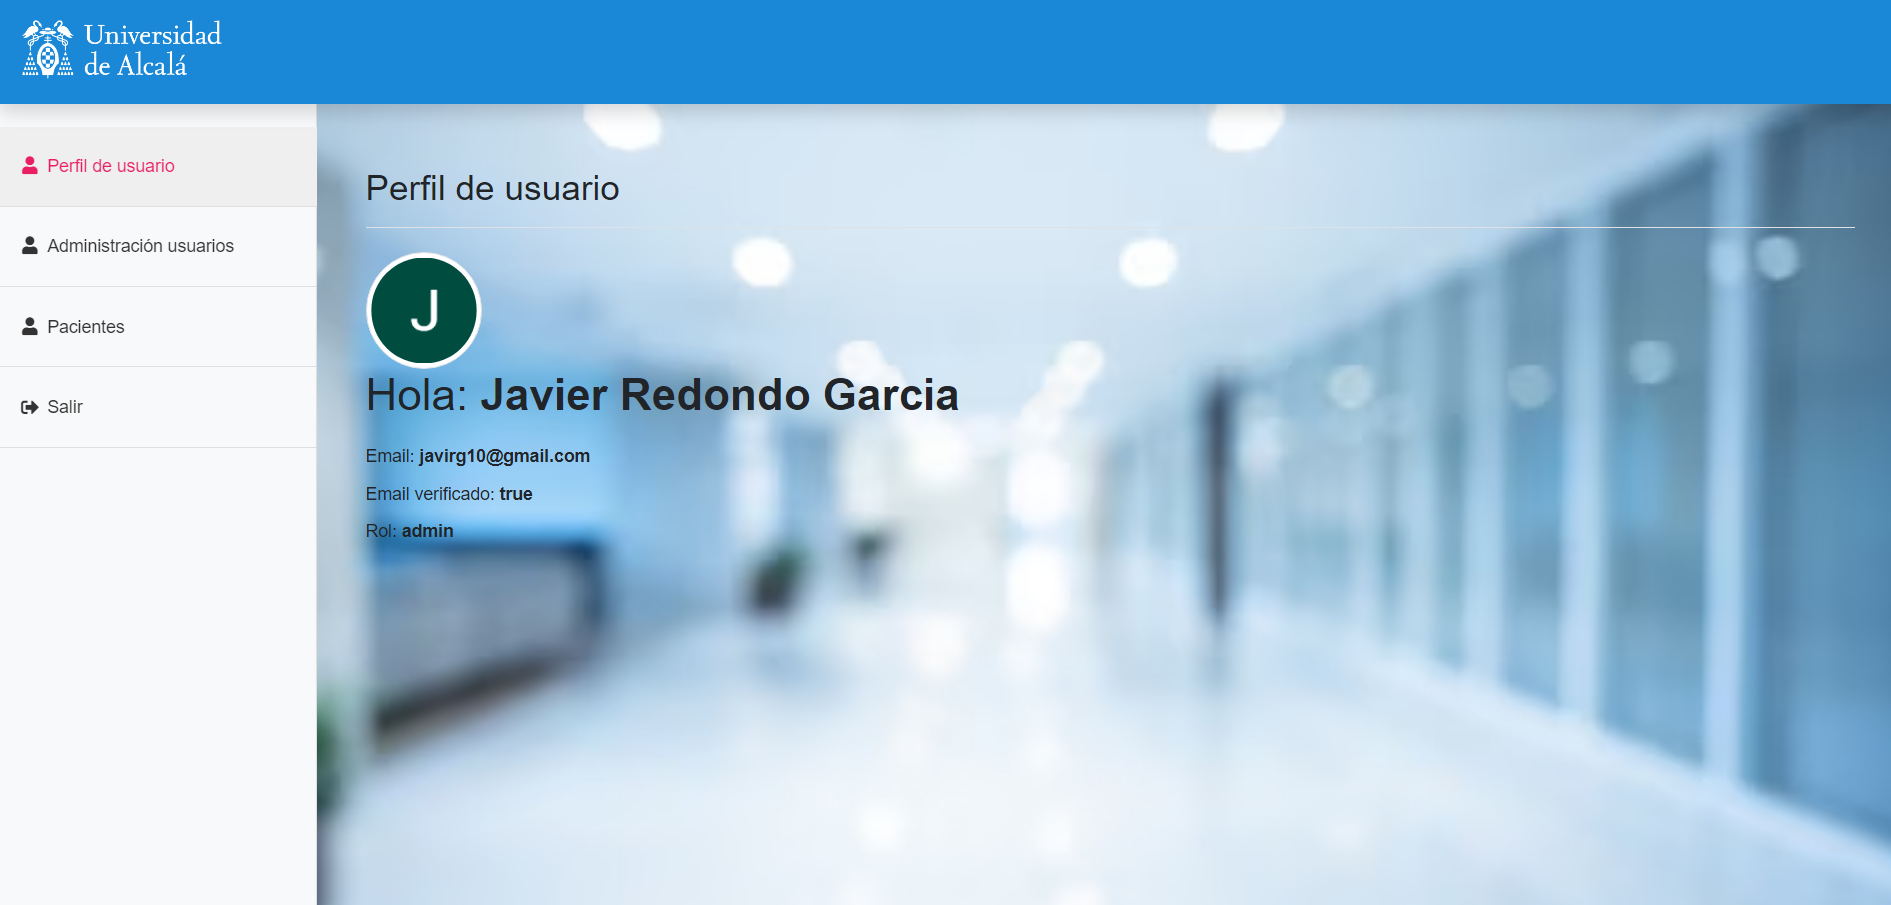 Universidad
de Alcalá
Perfil de usuario
Administración usuarios
Pacientes
Salir
Perfil de usuario
J
Hola: Javier Redondo Garcia
Email: javirg10@gmail.com
Email verificado: true
Rol: admin